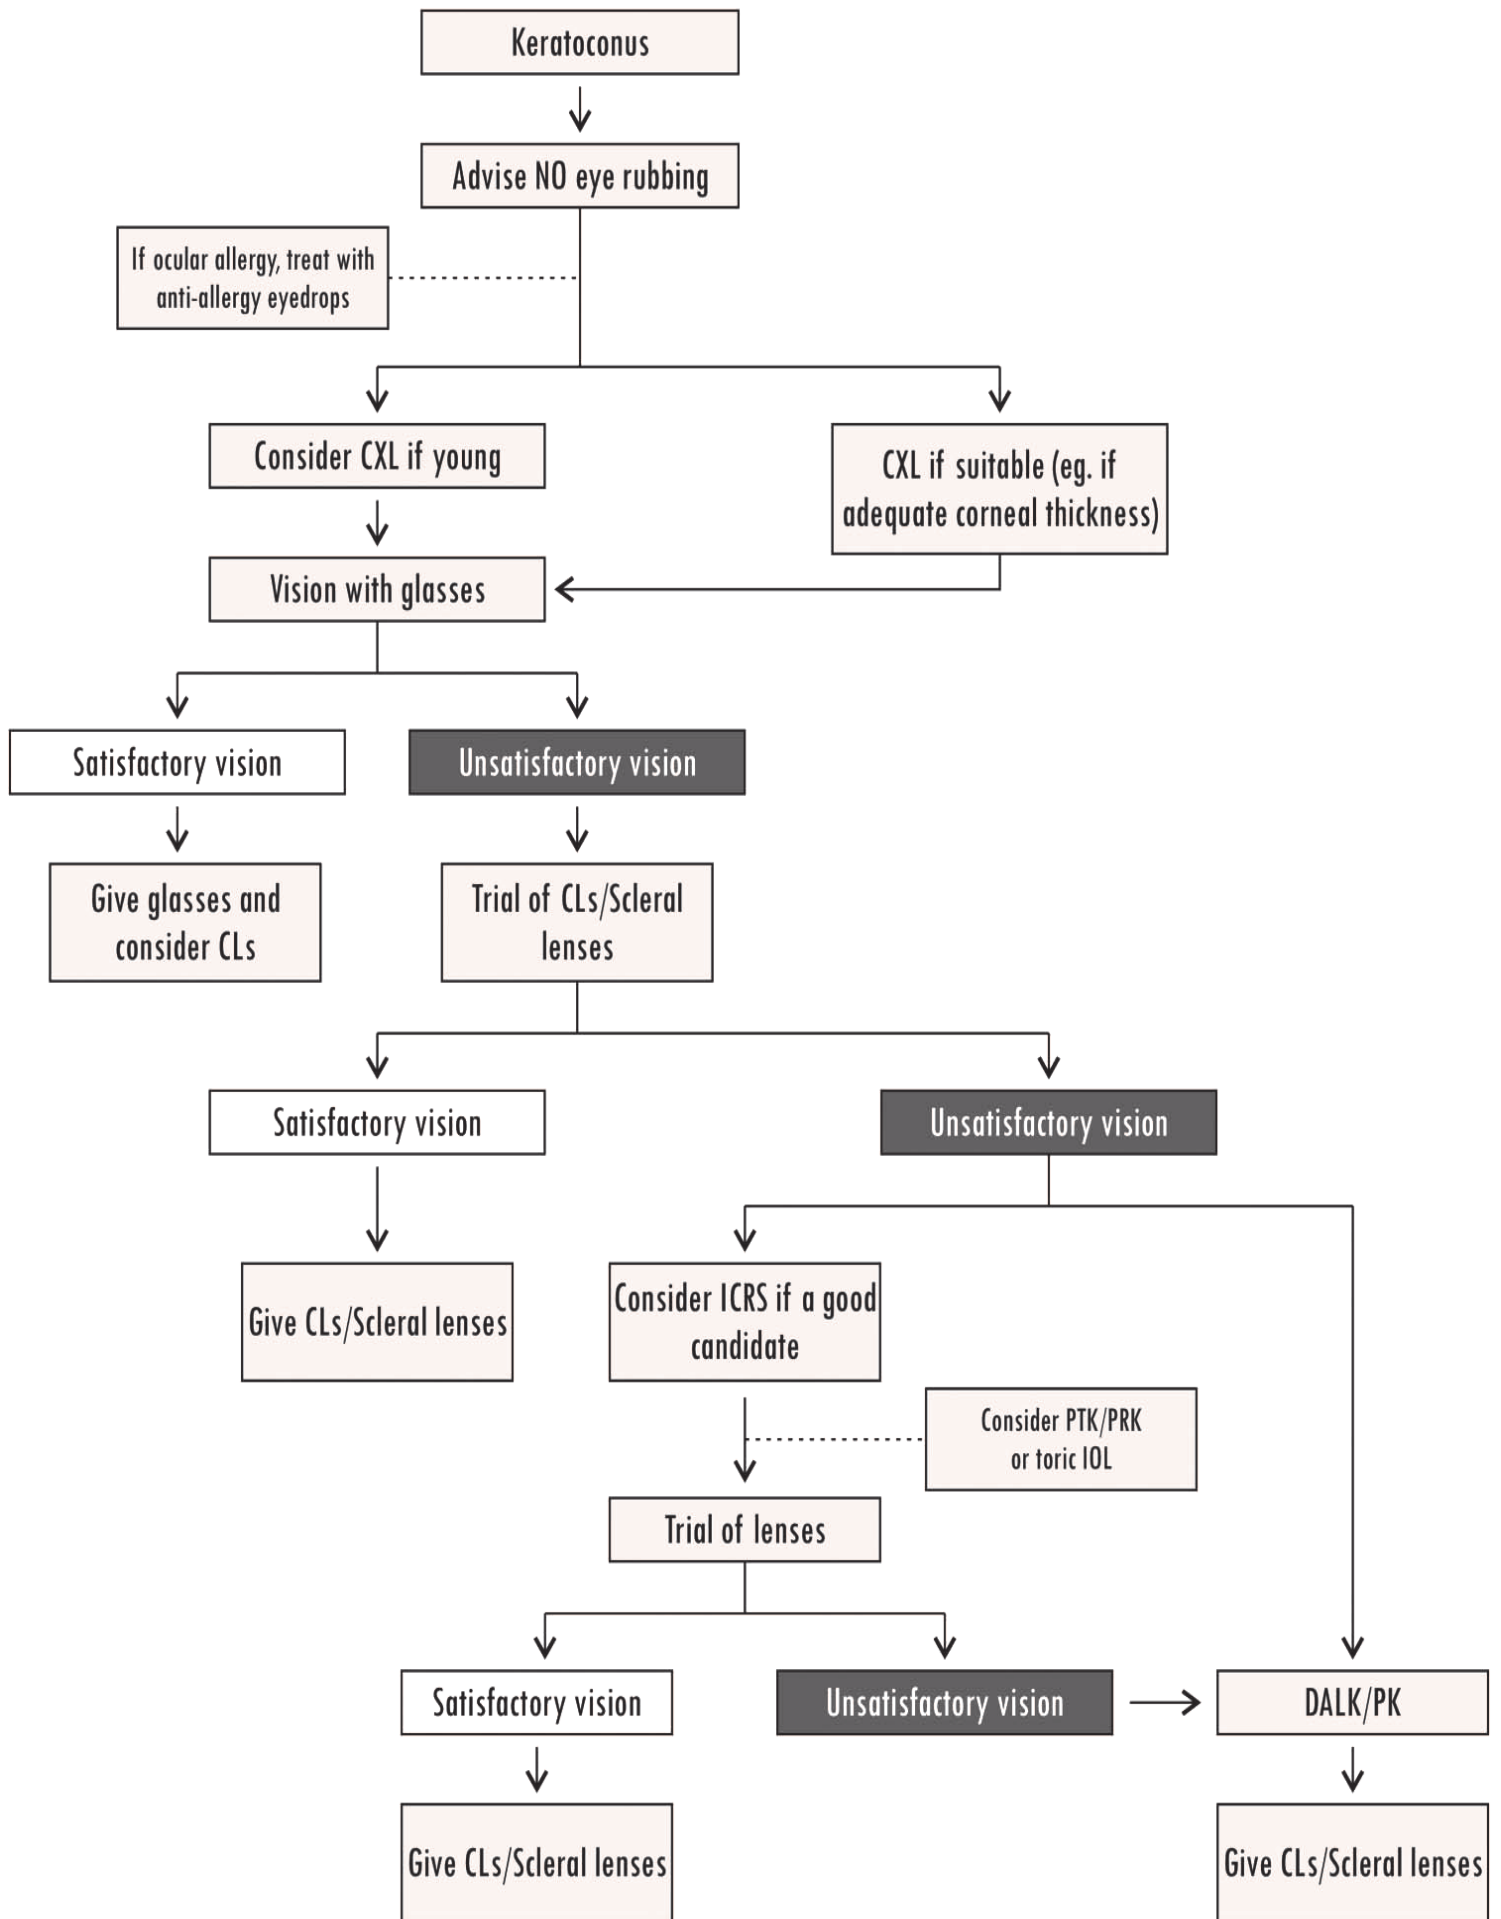 Keratoconus
Advise NO eye rubbing
If ocular allergy, treat with
anti-allergy eyedrops
Consider CXL if young
CXL if suitable (eg. if
adequate corneal thickness)
Vision with glasses
Satisfactory vision
Unsatisfactory vision
Give glasses and
consider CLs
Trial of CLs/Scleral
lenses
Satisfactory vision
Unsatisfactory vision
Give CLs/Scleral lenses
Consider ICRS if a good
candidate
Consider PTK/PRK
or toric IOL
Trial of lenses
Satisfactory vision
Unsatisfactory vision
DALK/PK
Give CLs/Scleral lenses
Give CLs/Scleral lenses